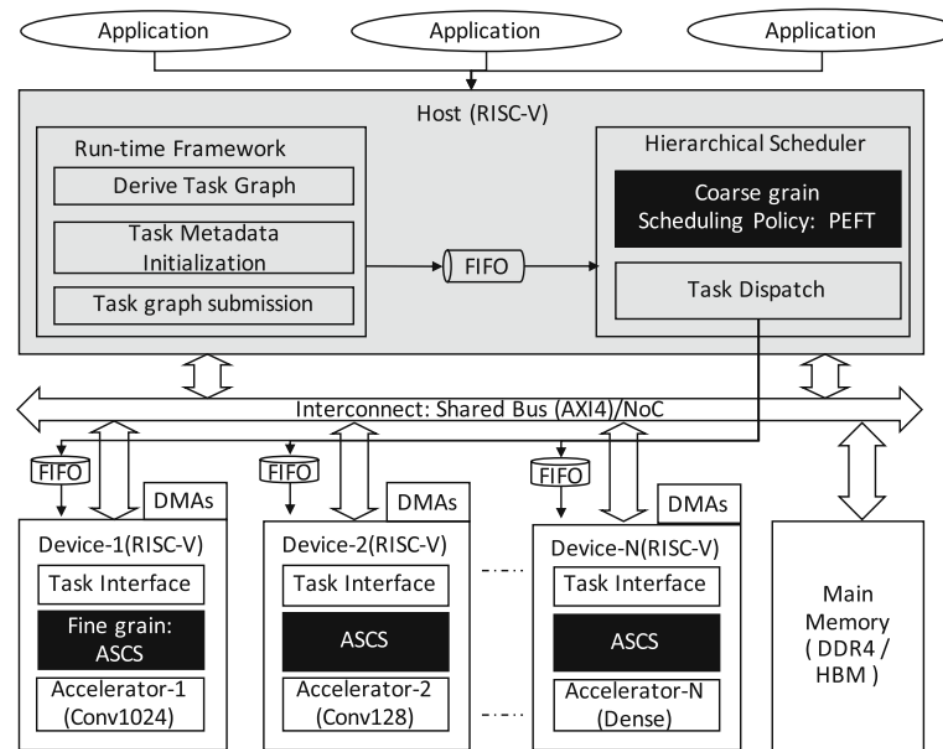 Application
Application
Application
Host (RISC-V)
Run-time Framework
Derive Task Graph
Task Metadata
Initialization
Task graph submission
FIFO
Hierarchical Scheduler
Coarse grain
Scheduling Policy: PEFT
Task Dispatch
Interconnect: Shared Bus (AXI4)/NoC
FIFO
FIFO
FIFO
DMAs
DMAs
DMAs
Device-1(RISC-V)
Task Interface
Fine grain:
ASCS
Accelerator-1
(Conv1024)
Device-2(RISC-V)
Task Interface
ASCS
Accelerator-2
(Conv128)
Device-N(RISC-V)
Task Interface
ASCS
Accelerator-N
(Dense)
Main
Memory
( DDR4 /
HBM )